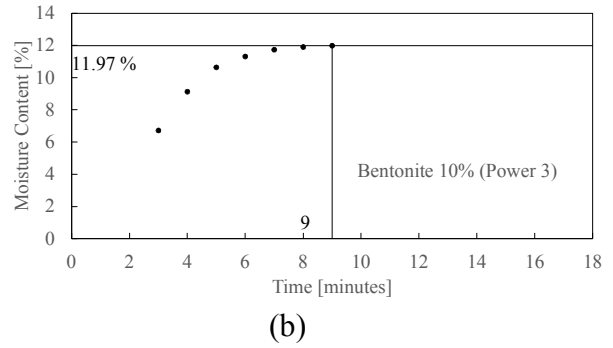 14
12
11.97 %
10
8
6
4
2
0
Moisture Content [%]
Bentonite 10% (Power 3)
9
0 2 4 6 8 10 12 14 16 18
Time [minutes]
(b)